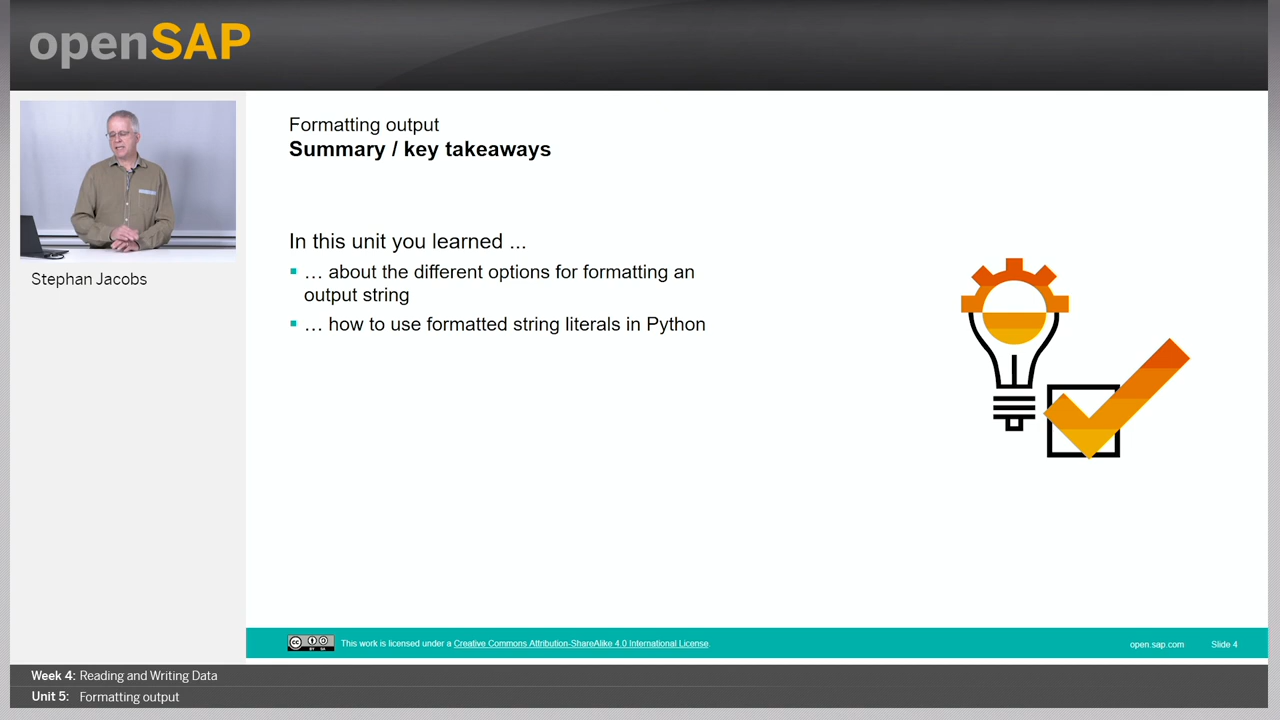 openSAP
Formatting output
Summary / key takeaways
In this unit you learned ...
… about the different options for formatting an
output string
… how to use formatted string literals in Python
Stephan Jacobs
cc BY SA
This work is licensed under a Creative Commons Attribution-ShareAlike 4.0 International License.
open.sap.com
Slide 4
Week 4: Reading and Writing Data
Unit 5: Formatting output